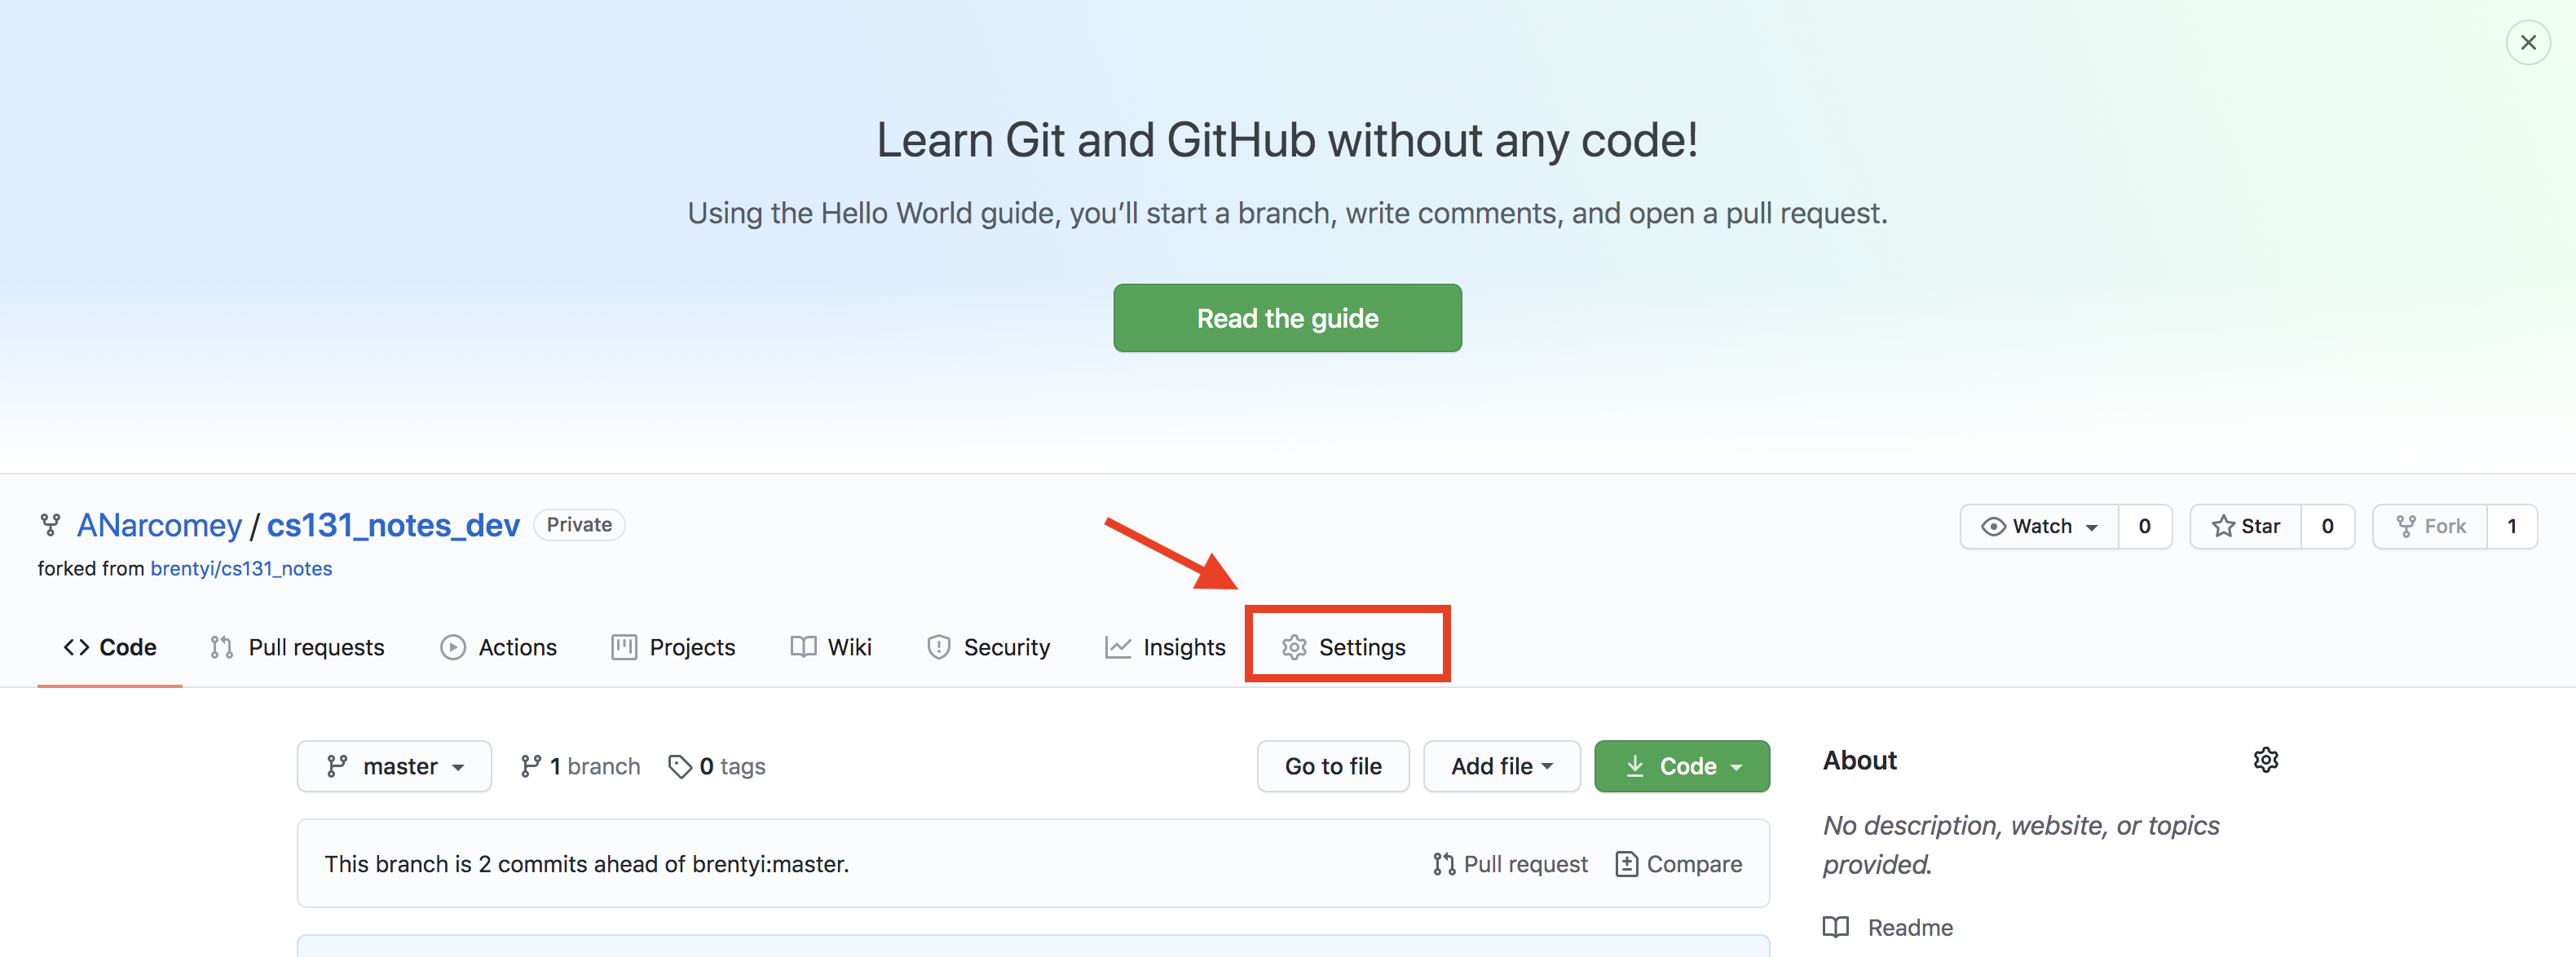 Learn Git and GitHub without any code!
Using the Hello World guide, you’ll start a branch, write comments, and open a pull request.
Read the guide
ANarcomey / cs131_notes_dev Private
Watch 0 Star 0 Fork 1
forked from brentyi/cs131_notes
Code Pull requests Actions Projects Wiki Security Insights Settings
master 1 branch 0 tags Go to file Add file Code
About
No description, website, or topics
provided.
This branch is 2 commits ahead of brentyi:master. Pull request Compare
Readme